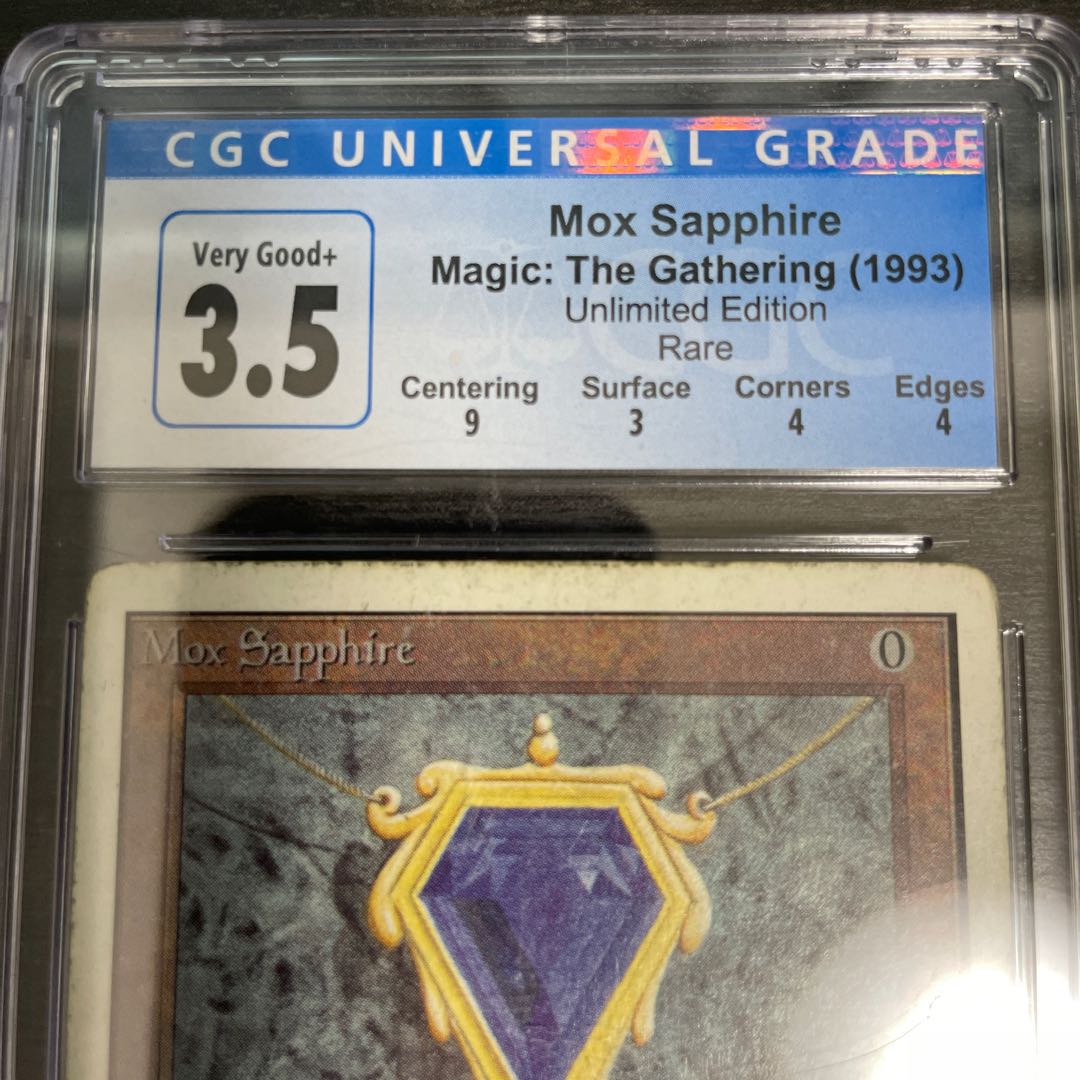 CGC UNIVERSAL GRADE
Very Good+
3.5
Mox Sapphire
Magic: The Gathering (1993)
Unlimited Edition
Rare
Centering Surface Corners Edges
9 3 4 4
Mox Sapphire 0